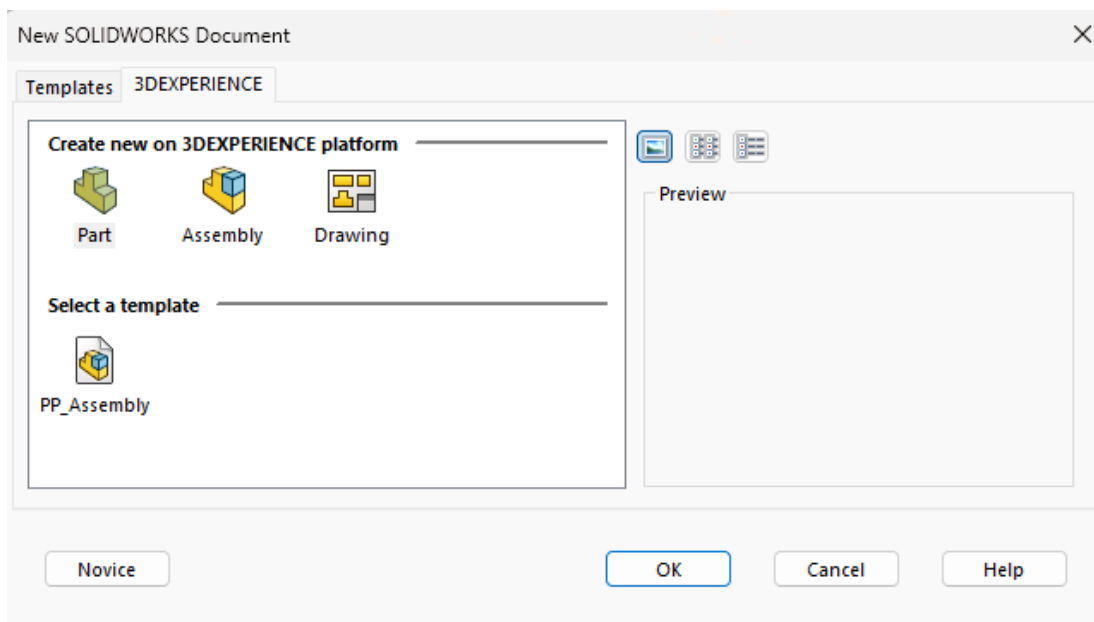 New SOLIDWORKS Document
Templates 3DEXPERIENCE
Create new on 3DEXPERIENCE platform
Part Assembly Drawing
Select a template
PP_Assembly
Preview
Novice OK Cancel Help